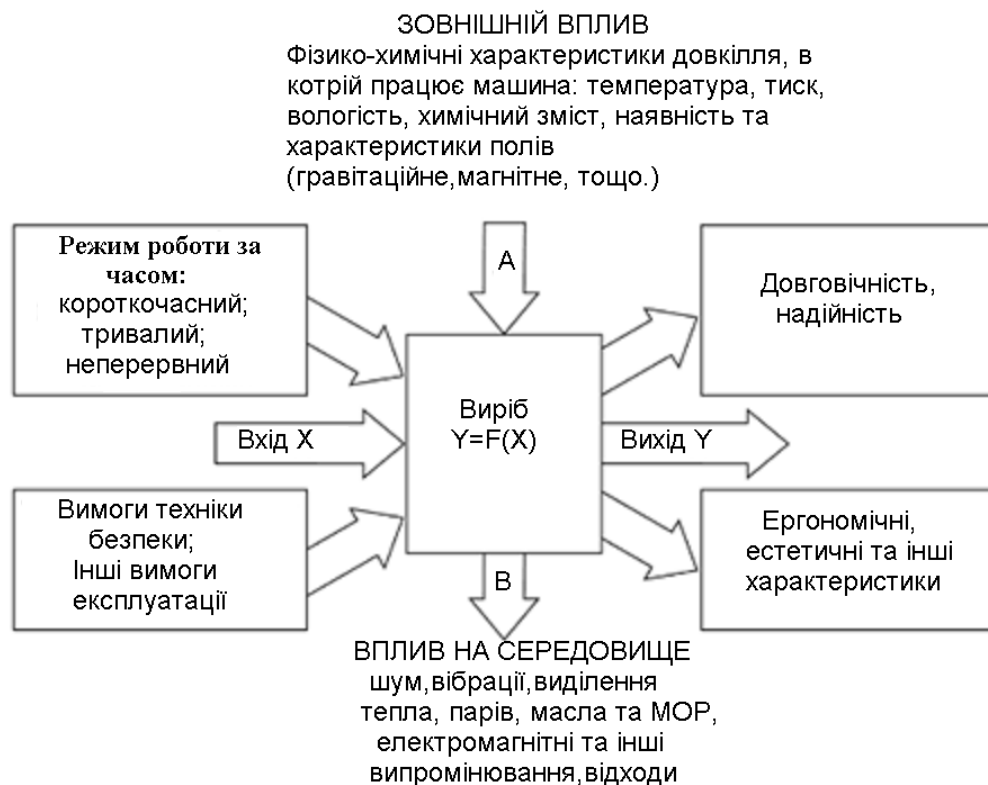 ЗОВНІШНІЙ ВПЛИВ
Фізико-химічні характеристики довкілля, в
котрій працює машина: температура, тиск,
вологість, химічний зміст, наявність та
характеристики полів
(гравітаційне,магнітне, тощо.)
Режим роботи за
часом:
короткочасний;
тривалий;
неперервний
А
Довговічність,
надійність
Вхід X
Виріб
Y=F(X)
Вихід Y
Вимоги техніки
безпеки;
Інші вимоги
експлуатації
В
Ергономічні,
естетичні та інші
характеристики
ВПЛИВ НА СЕРЕДОВИЩЕ
шум,вібрації,виділення
тепла, парів, масла та МОР,
електромагнітні та інші
випромінювання,відходи